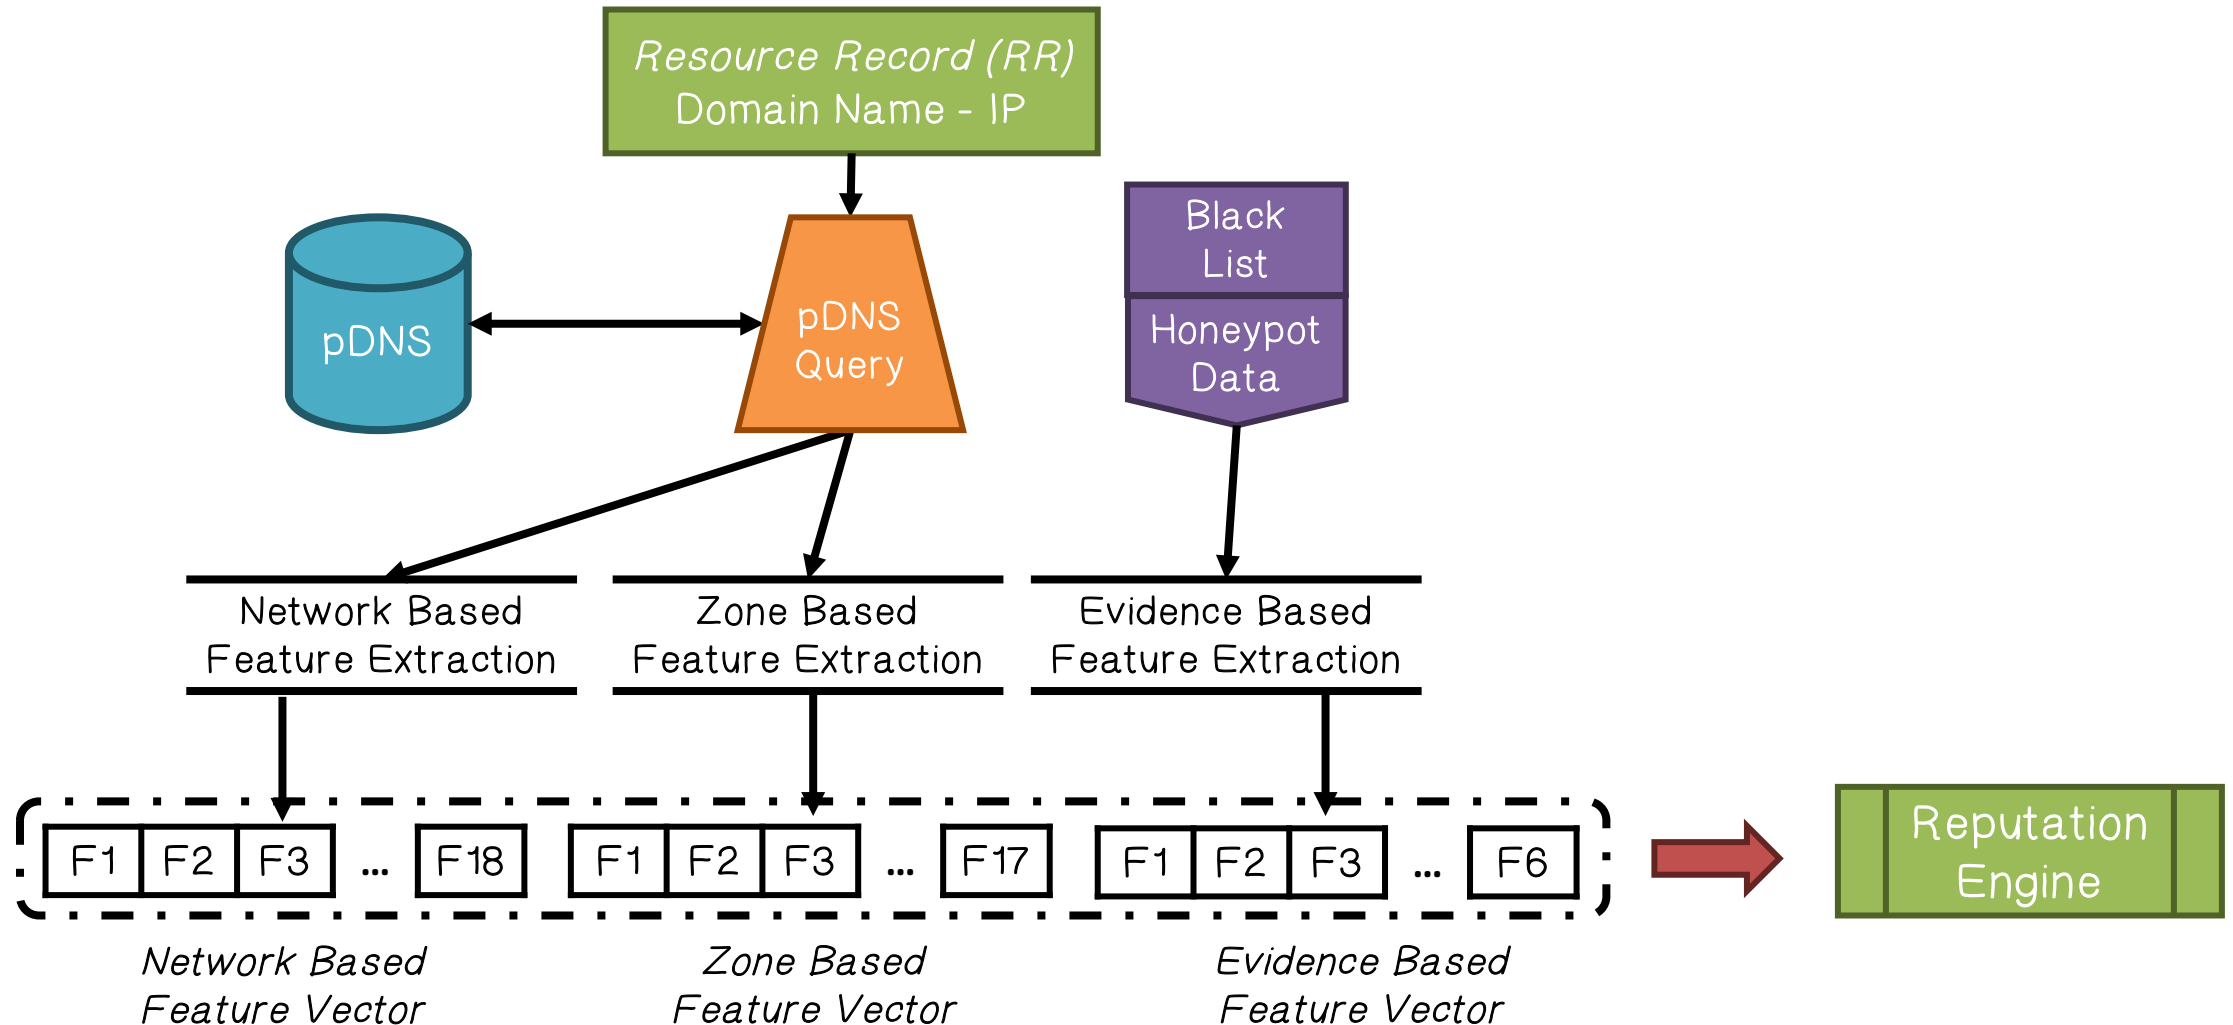 Resource Record (RR)
Domain Name - IP
Black
List
pDNS
pDNS
Query
Honeypot
Data
Network Based
Feature Extraction
Zone Based
Feature Extraction
Evidence Based
Feature Extraction
F1 F2 F3 ... F18
F1 F2 F3 ... F17
F1 F2 F3 ... F6
Reputation
Engine
Network Based
Feature Vector
Zone Based
Feature Vector
Evidence Based
Feature Vector